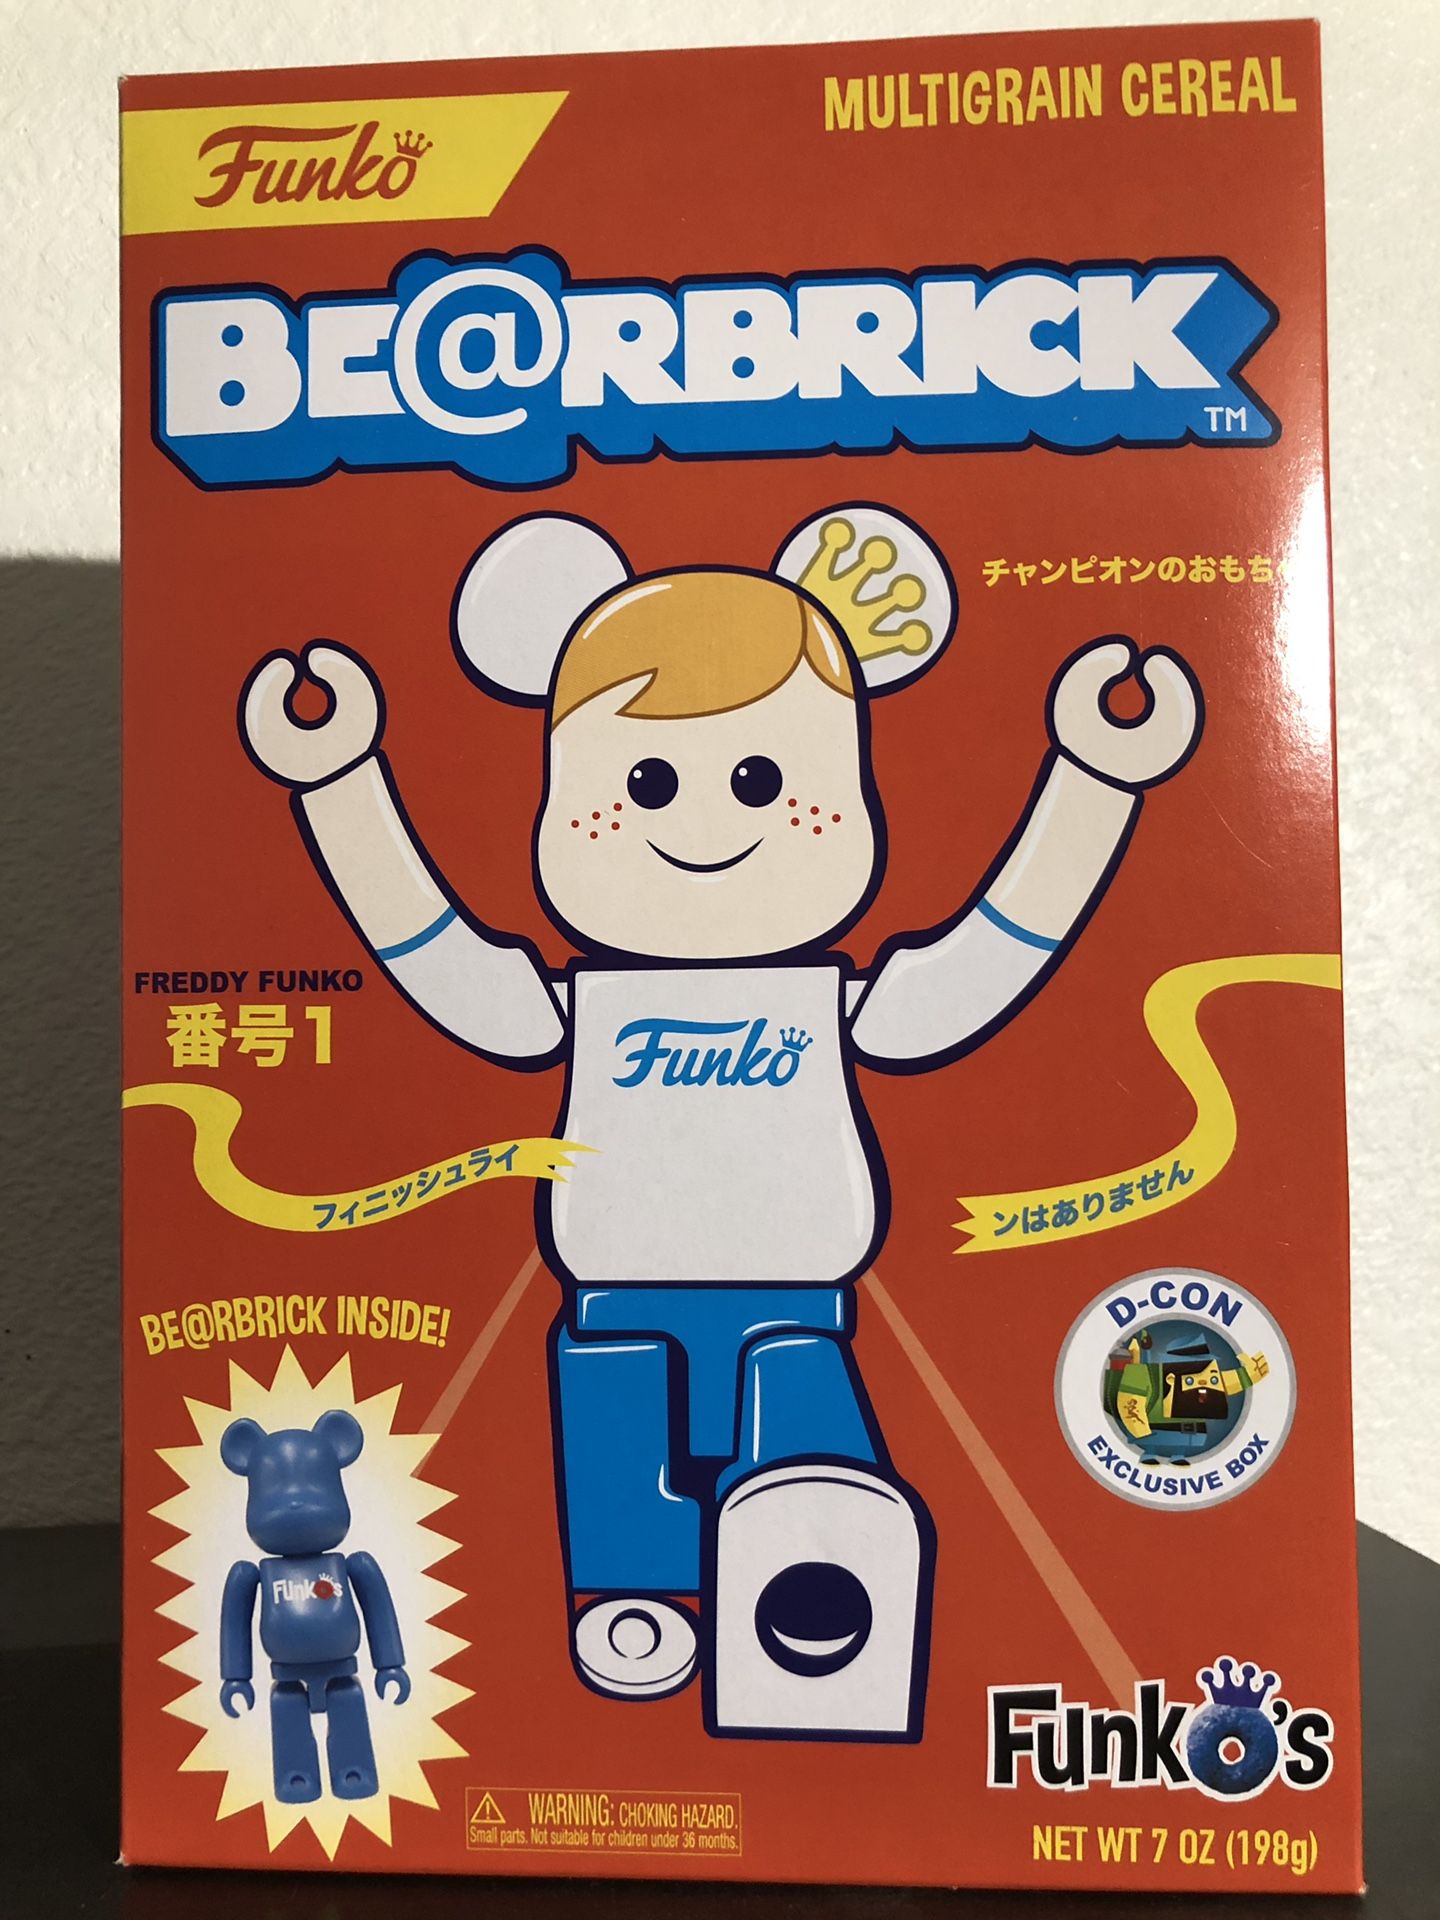 MULTIGRAIN CEREAL
Funko
BE@RBRICK
TM
チャンピオンのおもち
FREDDY FUNKO
番号1
Funko
フィニッシュライ
ンはありません
BE@RBRICK INSIDE!
FunkO's
D-CON
EXCLUSIVE BOX
FunkO's
WARNING: CHOKING HAZARD.
Small parts. Not suitable for children under 36 months.
NET WT 7 OZ (198g)